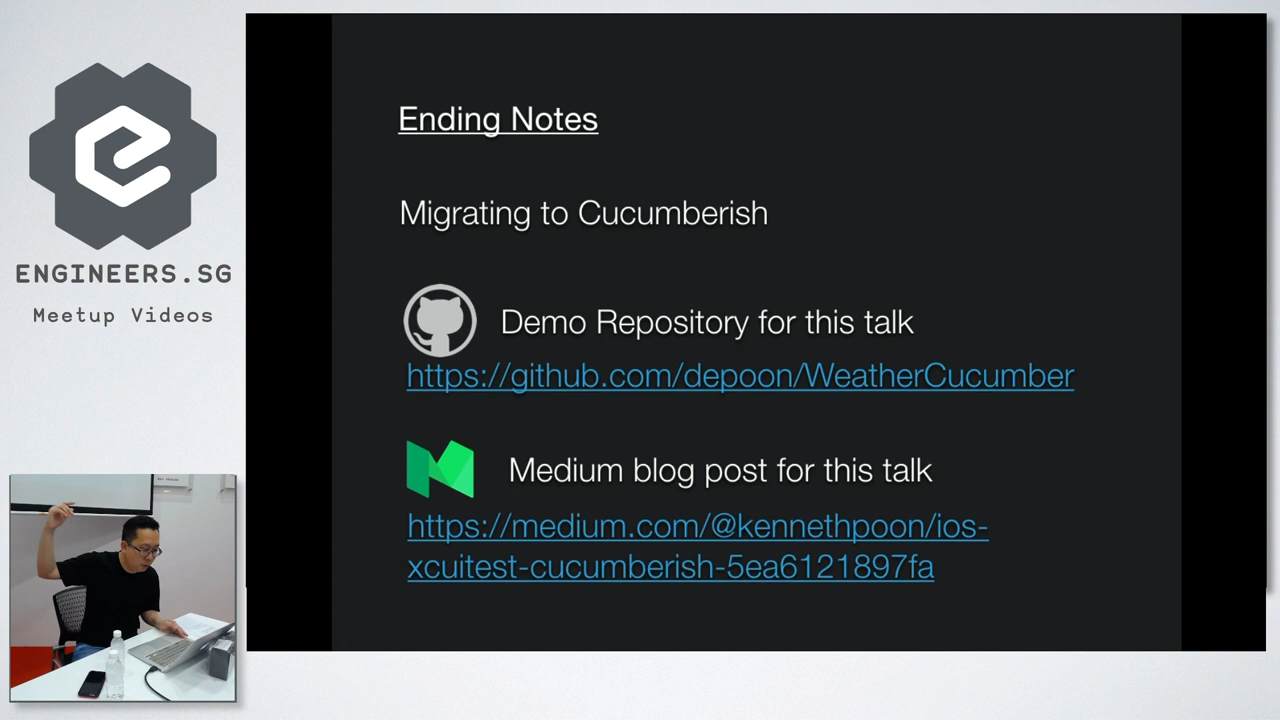 ENGINEERS.SG
Meetup Videos
Ending Notes
Migrating to Cucumberish
Demo Repository for this talk
https://github.com/depoon/WeatherCucumber
Medium blog post for this talk
https://medium.com/@kennethpoon/ios-
xcuitest-cucumberish-5ea6121897fa